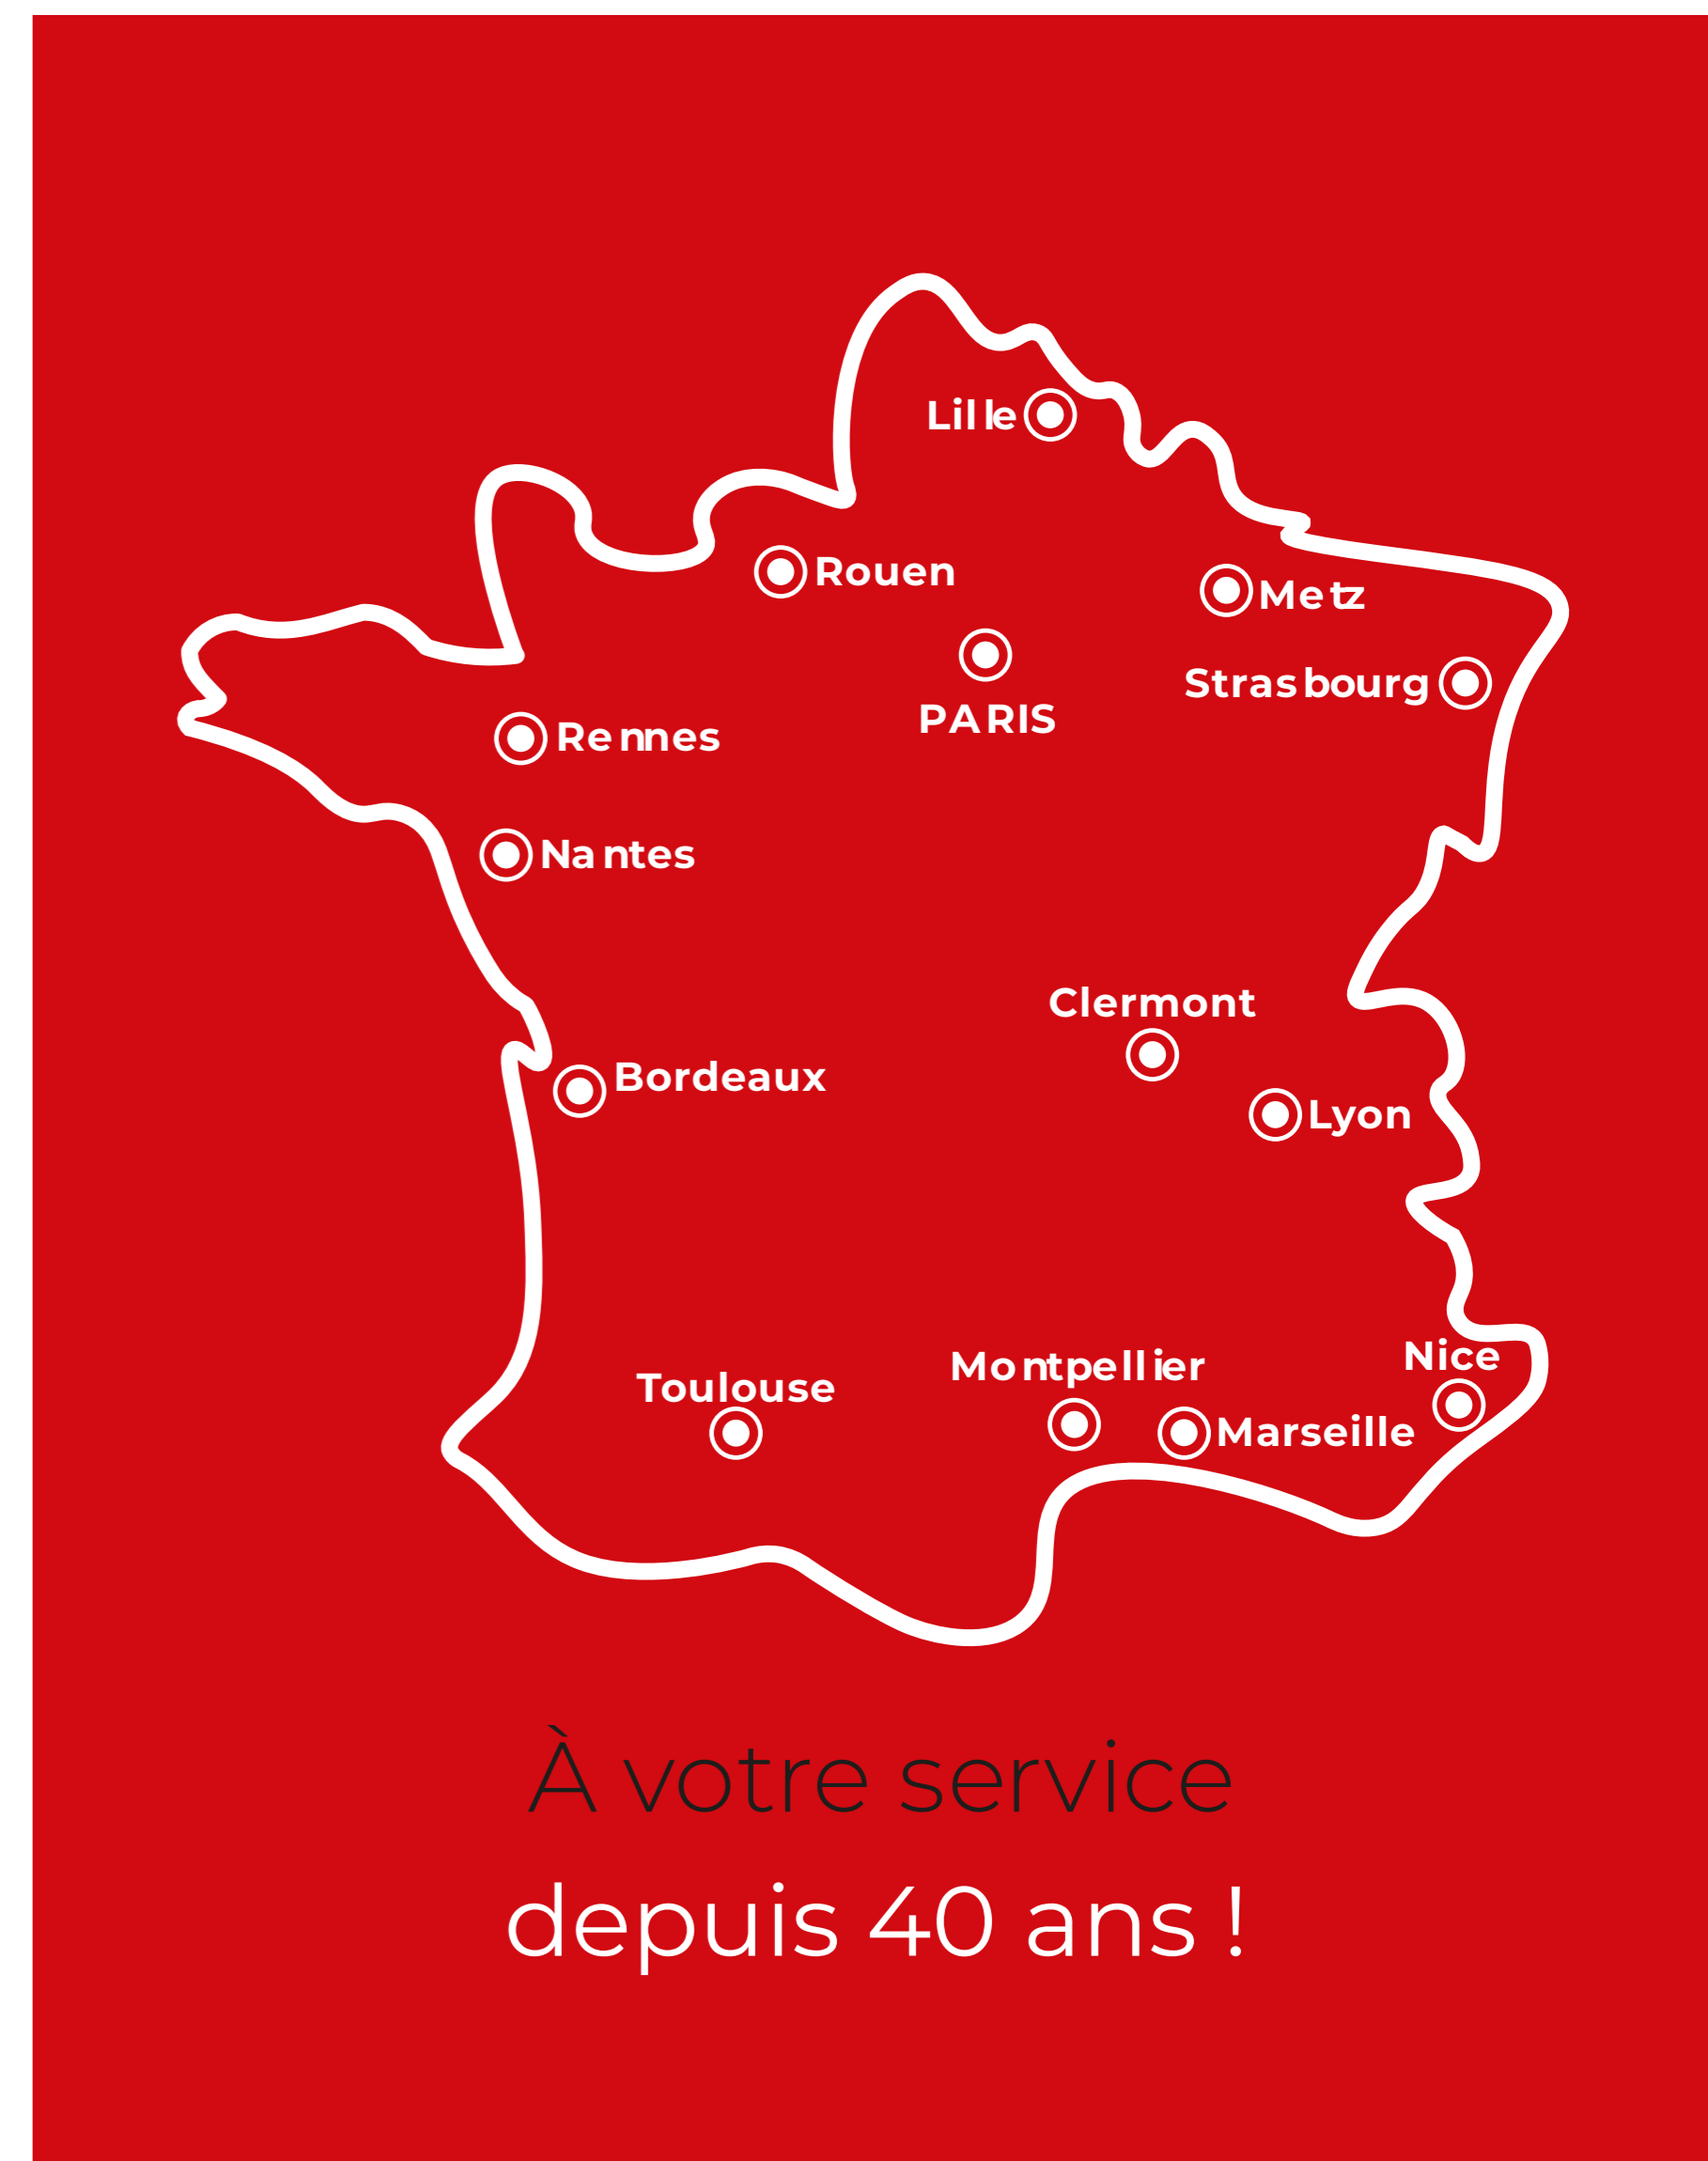 Lille
Rouen
Metz
Strasbourg
PARIS
Rennes
Nantes
Clermont
Bordeaux
Lyon
Nice
Montpellier
Toulouse
Marseille
À votre service
depuis 40 ans !